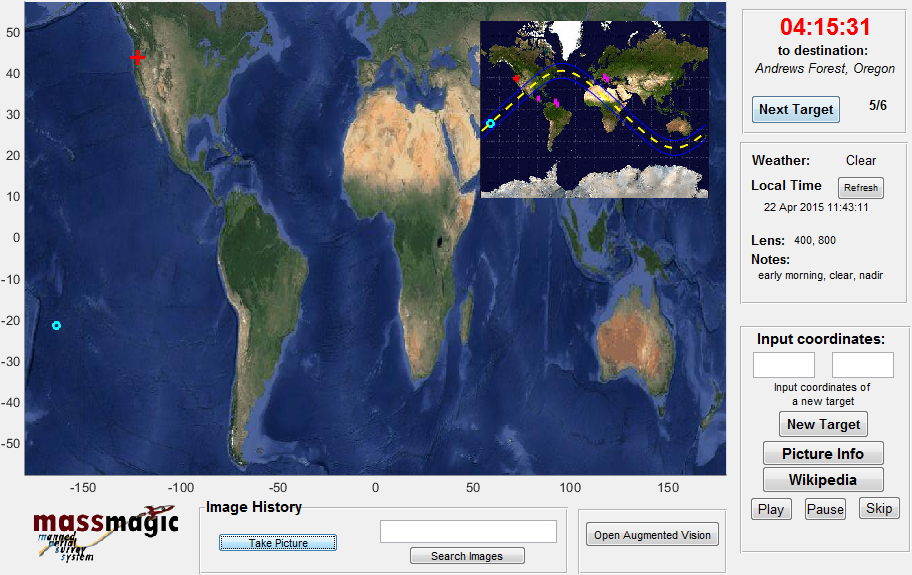 50
40
30
20
10
0
-10
-20
-30
-40
-50
-150
-100
-50
0
50
100
150
04:15:31
to destination:
Andrews Forest, Oregon
Next Target 5/6
Weather: Clear
Local Time Refresh
22 Apr 2015 11:43:11
Lens: 400, 800
Notes:
early morning, clear, nadir
Input coordinates:
Input coordinates of
a new target
New Target
Picture Info
Wikipedia
Play Pause Skip
massmagic
manned
aerial
survey
system
Image History
Take Picture
Search Images
Open Augmented Vision